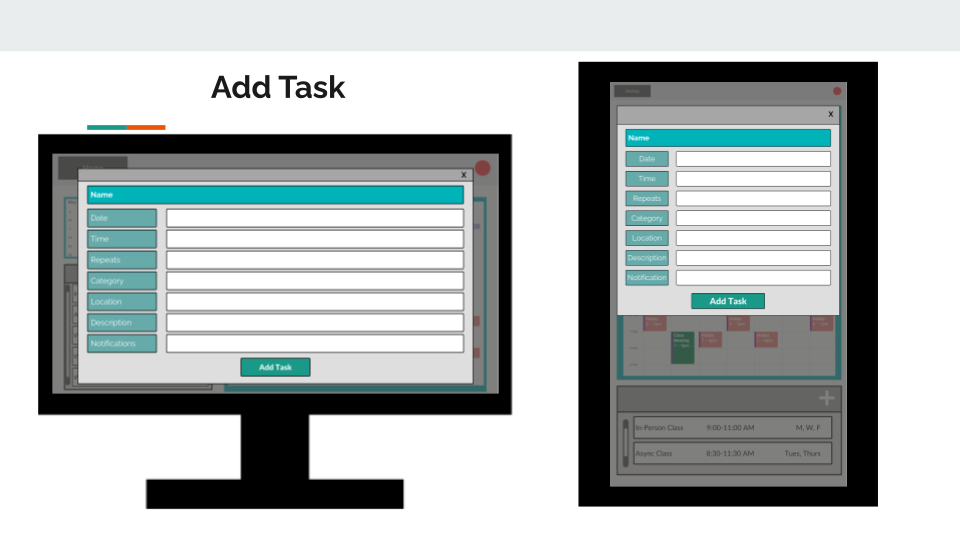 Add Task
X
Name
Date
Time
Repeats
Category
Location
Description
Notifications
Add Task
X
Name
Date
Time
Repeats
Category
Location
Description
Notification
Add Task
In-Person Class 9:00-11:00 AM M, W, F
Async Class 8:30-11:30 AM Tues, Thurs